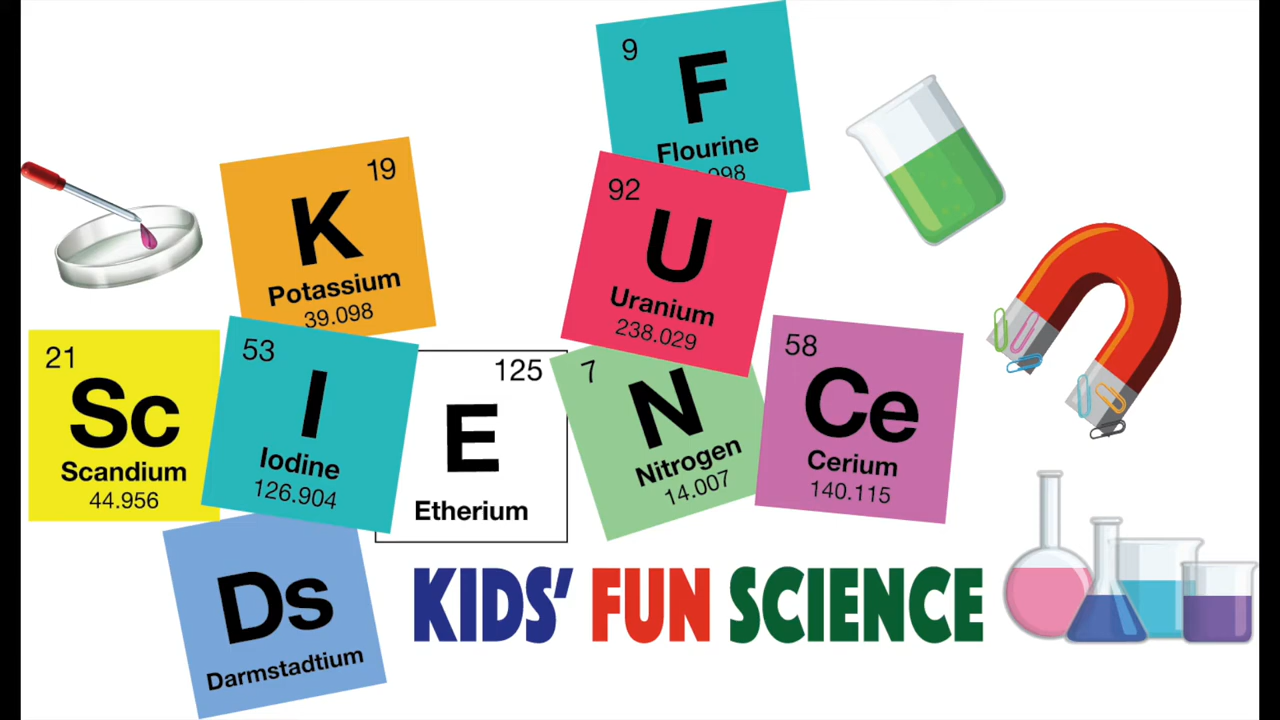 9
F
Flourine
19
K
Potassium
39.098
92
U
Uranium
238.029
21
Sc
Scandium
44.956
53
I
Iodine
126.904
125
E
Etherium
7
N
Nitrogen
14.007
58
Ce
Cerium
140.115
Ds
Darmstadtium
KIDS' FUN SCIENCE